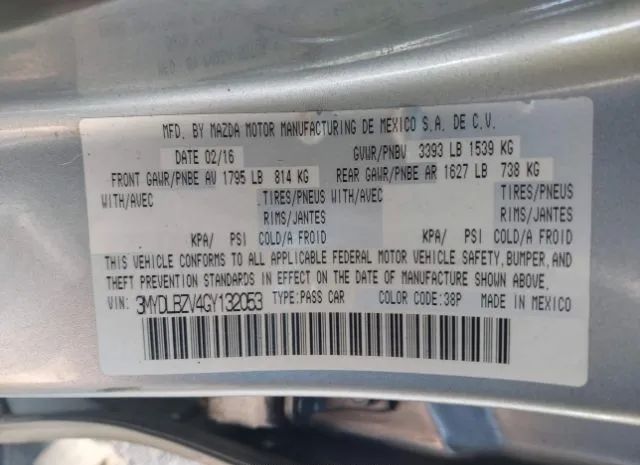 MFD. BY MAZDA MOTOR MANUFACTURING DE MEXICO S.A. DE C.V.
DATE 02/16 GVWR/PNBV 3393 LB 1539 KG
FRONT GAWR/PNBE AV 1795 LB 814 KG REAR GAWR/PNBE AR 1627 LB 738 KG
WITH/AVEC TIRES/PNEUS WITH/AVEC TIRES/PNEUS
RIMS/JANTES RIMS/JANTES
KPA/ PSI COLD/A FROID KPA/ PSI COLD/A FROID
THIS VEHICLE CONFORMS TO ALL APPLICABLE FEDERAL MOTOR VEHICLE SAFETY, BUMPER, AND
THEFT PREVENTION STANDARDS IN EFFECT ON THE DATE OF MANUFACTURE SHOWN ABOVE.
VIN: 3MYDLBZV4GY132053 TYPE:PASS CAR COLOR CODE:38P MADE IN MEXICO